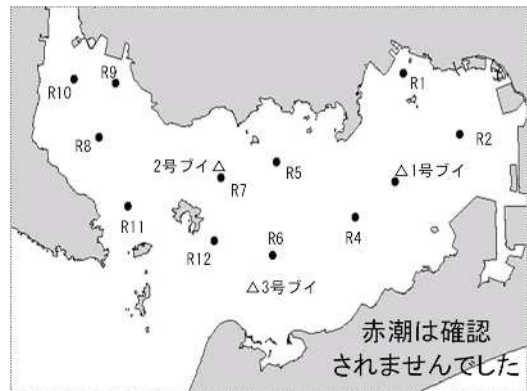 R9
R10
R1
R8
R2
2号ブイ
R5
1号ブイ
R7
R11
R4
R12
R6
3号ブイ
赤潮は確認
されませんでした